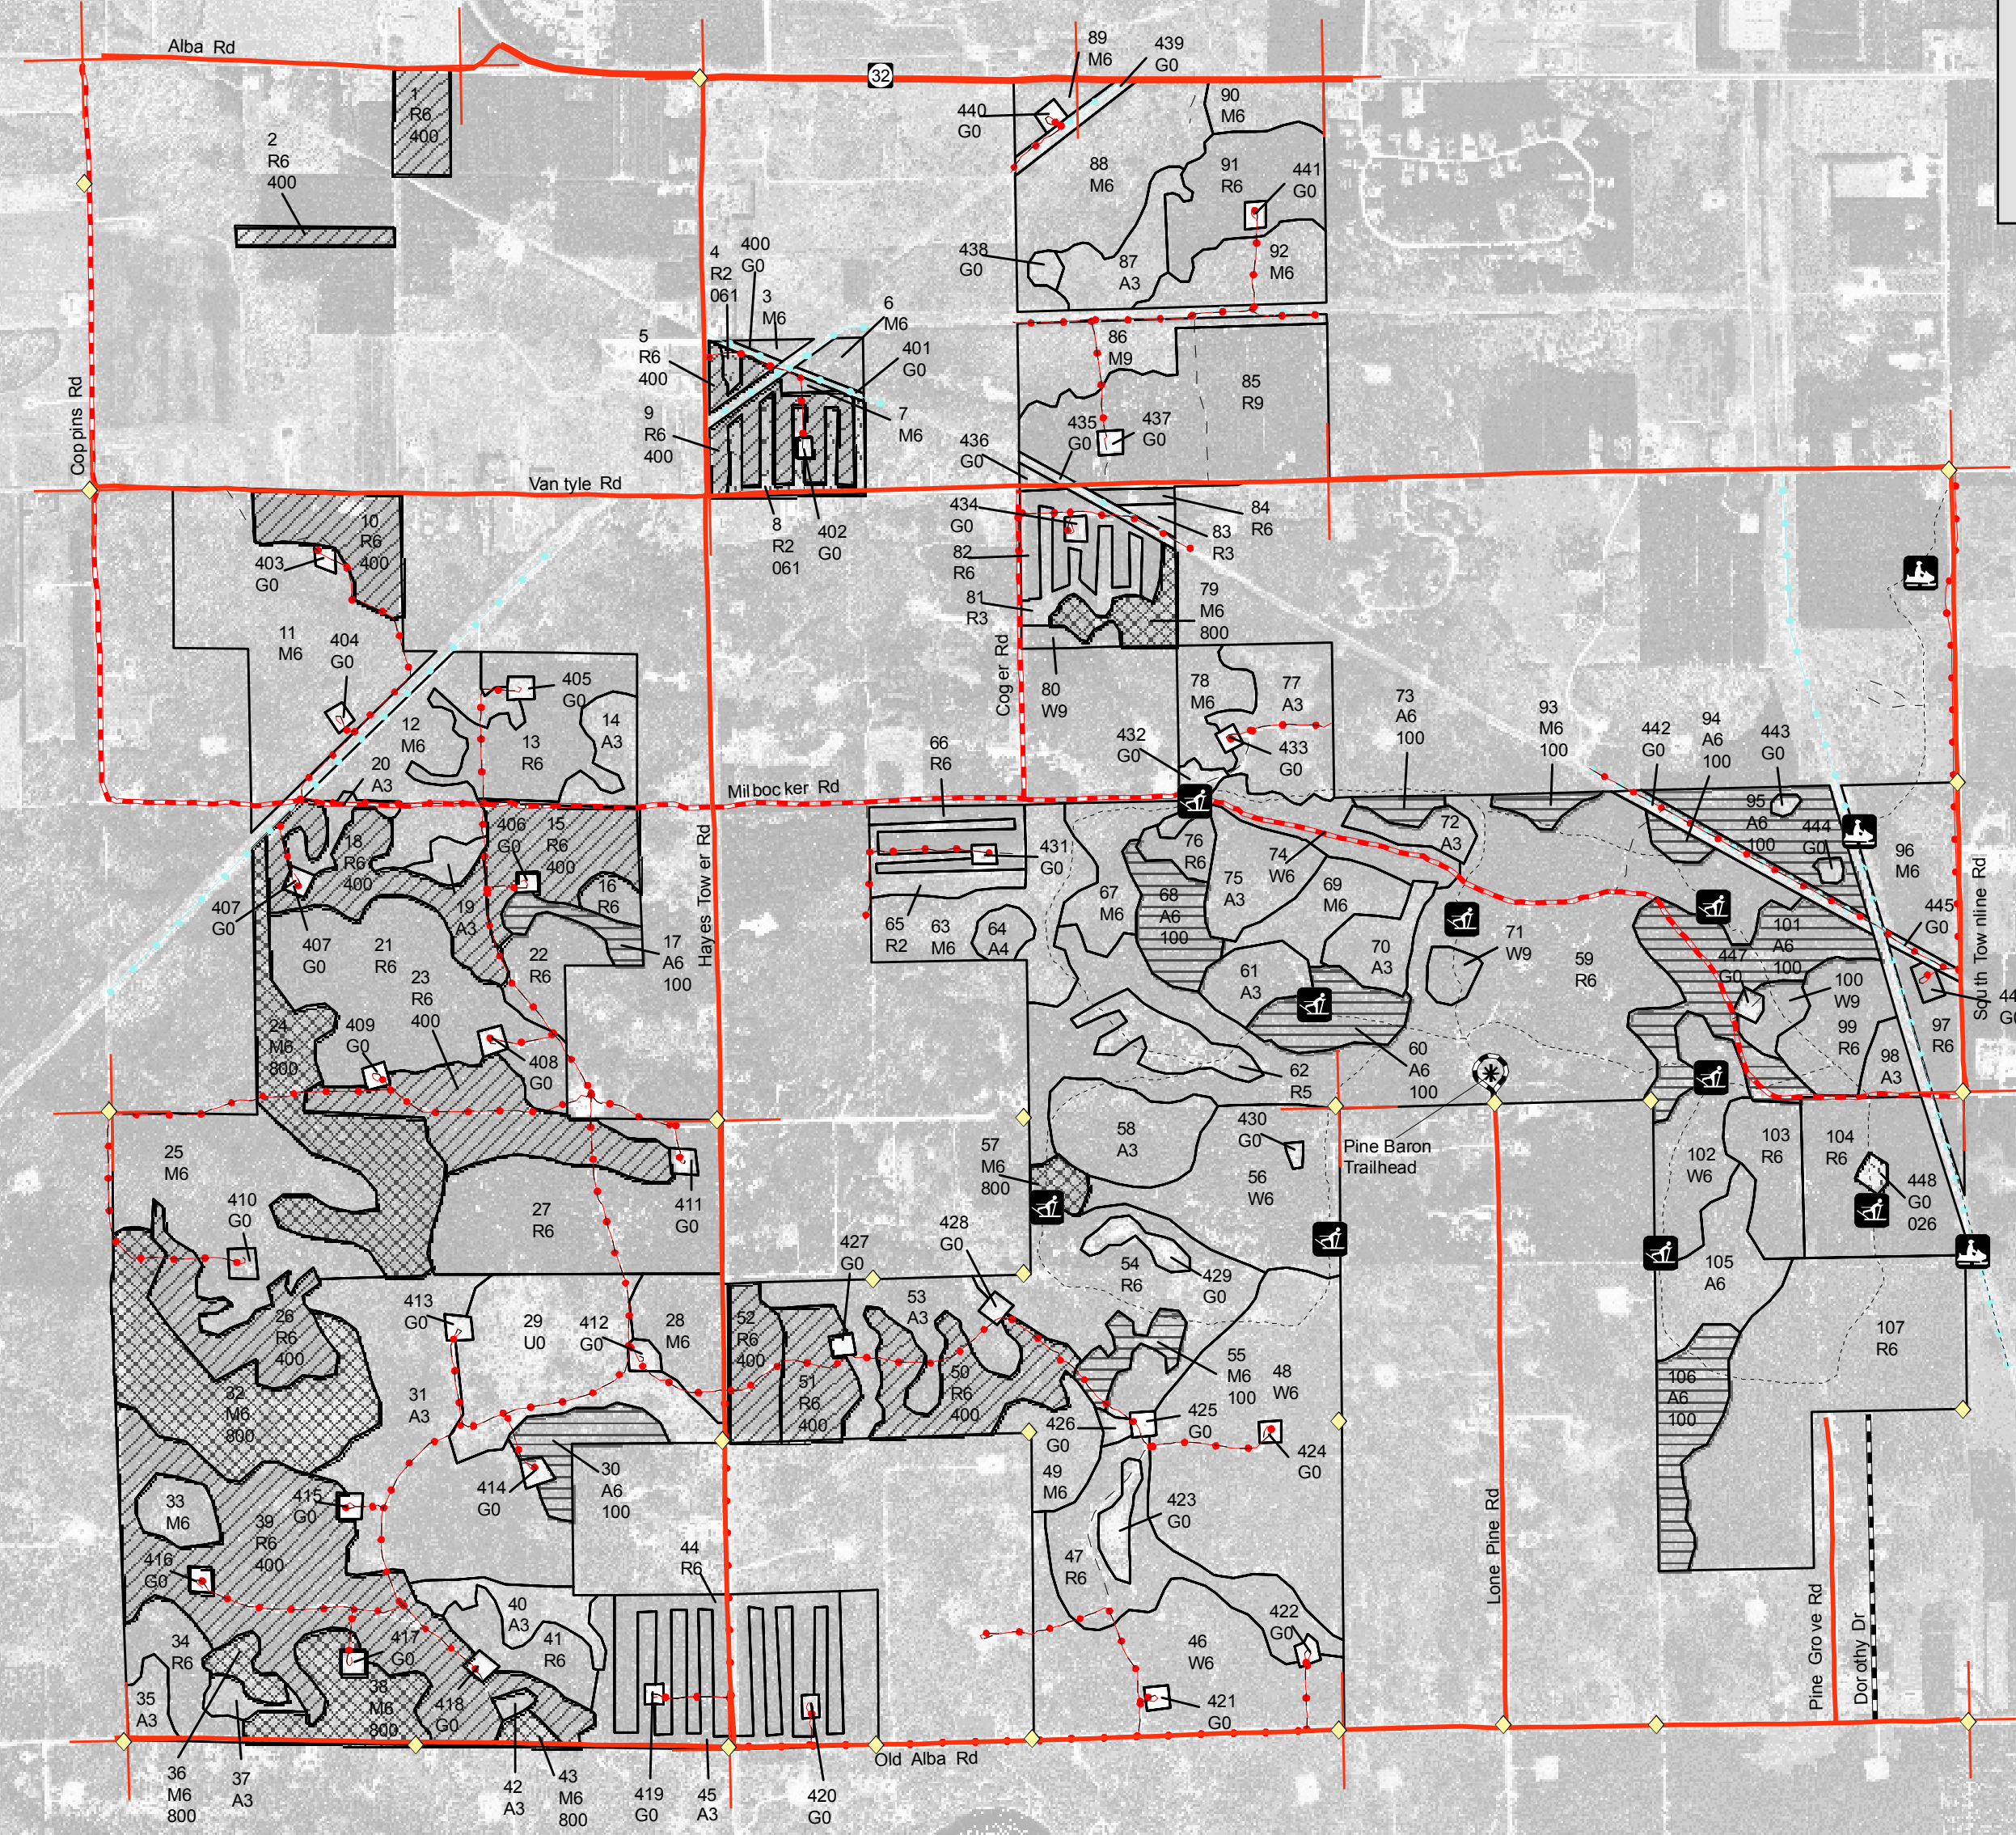 Alba Rd
32
89
M6
439
G0
440
G0
90
M6
1
R6
400
2
R6
400
88
M6
91
R6
441
G0
438
G0
87
A3
92
M6
4
R2
061
400
G0
3
M6
6
M6
5
R6
400
401
G0
86
M9
85
R9
9
R6
400
7
M6
435
G0
437
G0
436
G0
Coppins Rd
Van tyle Rd
8
R2
061
402
G0
434
G0
84
R6
83
R3
10
R6
400
403
G0
82
R6
81
R3
79
M6
800
11
M6
404
G0
Coger Rd
80
W9
405
G0
14
A3
12
M6
13
R6
20
A3
78
M6
77
A3
432
G0
433
G0
73
A6
100
93
M6
100
442
G0
94
A6
100
443
G0
66
R6
Milbocker Rd
95
A6
100
444
G0
96
M6
406
G0
15
R6
400
18
R6
400
16
R6
19
A3
407
G0
407
G0
21
R6
22
R6
17
A6
100
Hayes Tower Rd
431
G0
65
R2
63
M6
64
A4
67
M6
68
A6
100
76
R6
75
A3
74
W6
69
M6
72
A3
70
A3
71
W9
59
R6
101
A6
100
447
G0
100
W9
99
R6
98
A3
97
R6
445
G0
44
G0
South Townline Rd
61
A3
60
A6
100
62
R5
23
R6
400
24
M6
800
409
G0
408
G0
25
M6
410
G0
27
R6
411
G0
57
M6
800
58
A3
430
G0
56
W6
Pine Baron
Trailhead
102
W6
103
R6
104
R6
448
G0
026
105
A6
107
R6
106
A6
100
26
R6
400
413
G0
29
U0
412
G0
28
M6
427
G0
428
G0
53
A3
52
R6
400
51
R6
400
50
R6
400
54
R6
429
G0
55
M6
100
48
W6
32
M6
800
31
A3
30
A6
100
414
G0
426
G0
425
G0
424
G0
49
M6
423
G0
33
M6
415
G0
39
R6
400
416
G0
44
R6
47
R6
Lone Pine Rd
Pine Grove Rd
Dorothy Dr
34
R6
35
A3
417
G0
38
M6
800
418
G0
40
A3
41
R6
46
W6
422
G0
421
G0
Old Alba Rd
36
M6
800
37
A3
42
A3
43
M6
800
419
G0
45
A3
420
G0